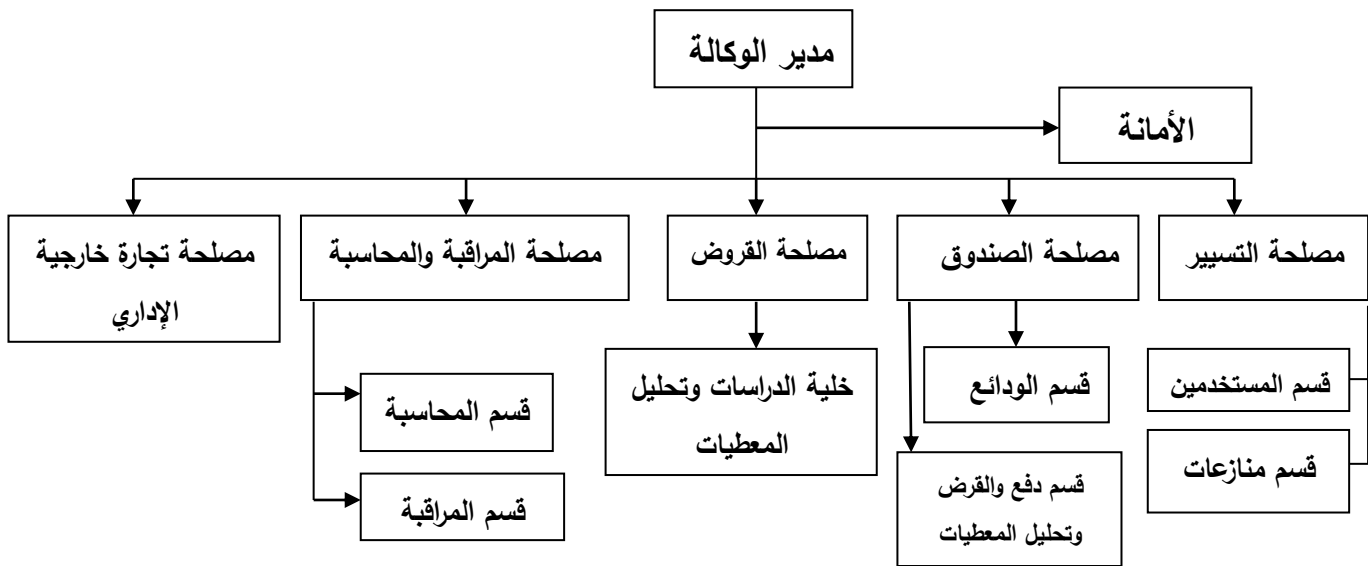 مدير الوكالة
الأمانة
مصلحة التسيير
مصلحة الصندوق
مصلحة القروض
مصلحة المراقبة والمحاسبة
مصلحة تجارة خارجية
الإداري
قسم المستخدمين
قسم منازعات
قسم الودائع
قسم دفع والقرض
وتحليل المعطيات
خلية الدراسات وتحليل
المعطيات
قسم المحاسبة
قسم المراقبة